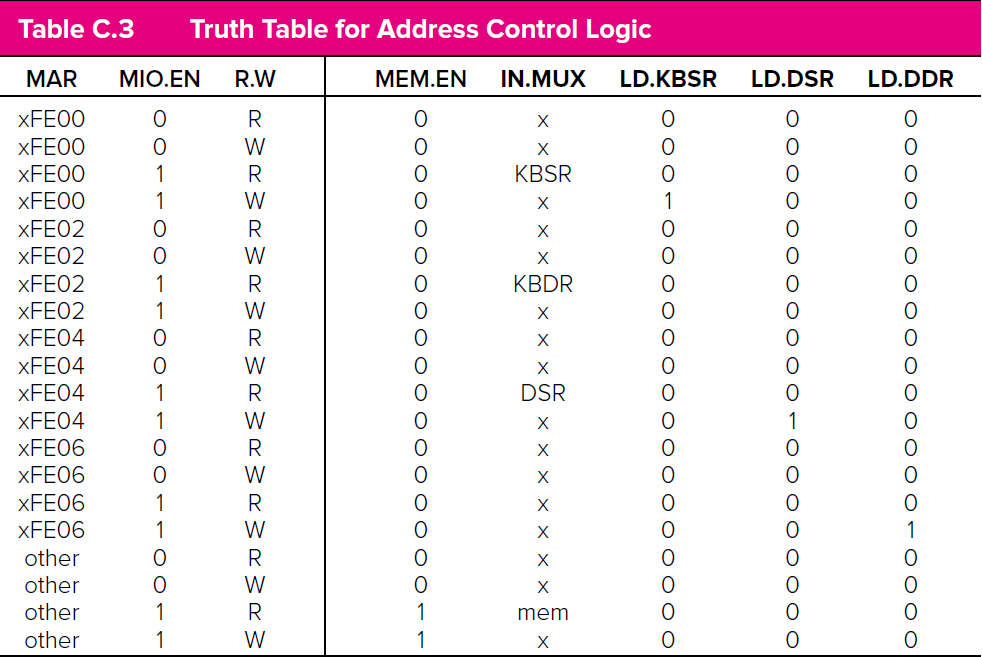 Table C.3 Truth Table for Address Control Logic
MAR MIO.EN R.W MEM.EN IN.MUX LD.KBSR LD.DSR LD.DDR
xFE00 0 R 0 x 0 0 0
xFE00 0 W 0 x 0 0 0
xFE00 1 R 0 KBSR 0 0 0
xFE00 1 W 0 x 1 0 0
xFE02 0 R 0 x 0 0 0
xFE02 0 W 0 x 0 0 0
xFE02 1 R 0 KBDR 0 0 0
xFE02 1 W 0 x 0 0 0
xFE04 0 R 0 x 0 0 0
xFE04 0 W 0 x 0 0 0
xFE04 1 R 0 DSR 0 0 0
xFE04 1 W 0 x 0 1 0
xFE06 0 R 0 x 0 0 0
xFE06 0 W 0 x 0 0 0
xFE06 1 R 0 x 0 0 0
xFE06 1 W 0 x 0 0 1
other 0 R 0 x 0 0 0
other 0 W 0 x 0 0 0
other 1 R 1 mem 0 0 0
other 1 W 1 x 0 0 0